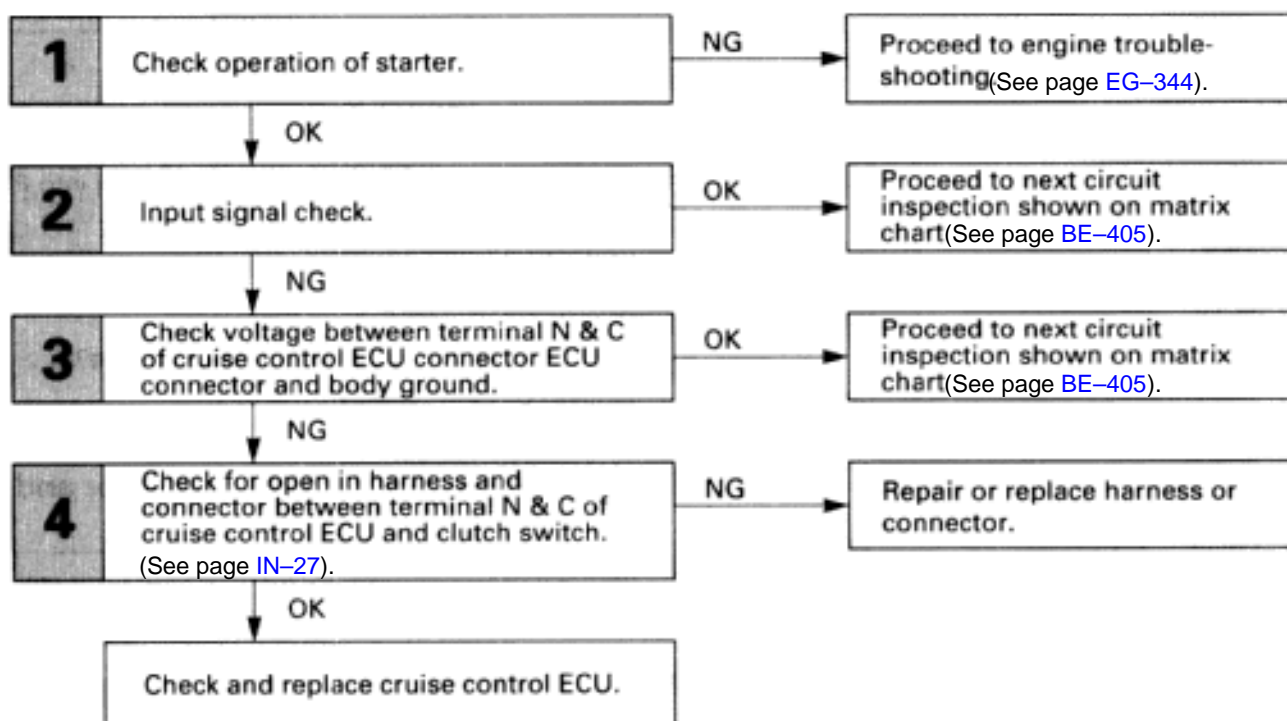 1
Check operation of starter.
NG
Proceed to engine trouble-
shooting.(See page EG–344).
OK
2
Input signal check.
OK
Proceed to next circuit
inspection shown on matrix
chart(See page BE–405).
NG
3
Check voltage between terminal N & C
of cruise control ECU connector ECU
connector and body ground.
OK
Proceed to next circuit
inspection shown on matrix
chart(See page BE–405).
NG
4
Check for open in harness and
connector between terminal N & C of
cruise control ECU and clutch switch.
(See page IN–27).
NG
Repair or replace harness or
connector.
OK
Check and replace cruise control ECU.